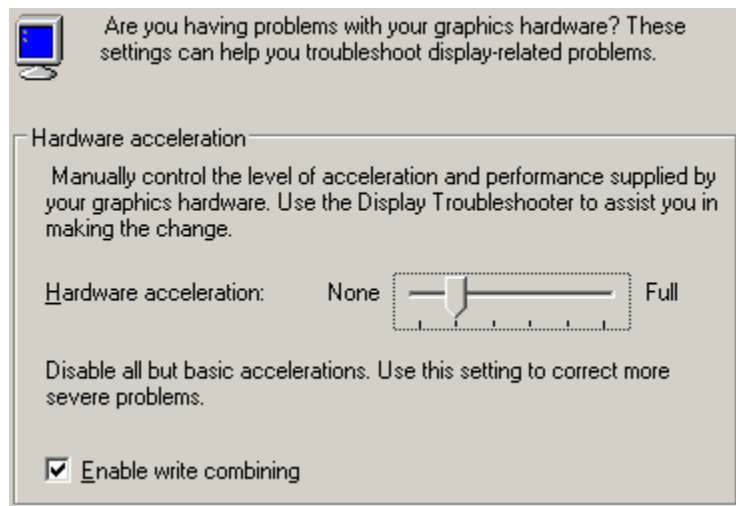 Are you having problems with your graphics hardware? These
settings can help you troubleshoot display-related problems.
Hardware acceleration
Manually control the level of acceleration and performance supplied by
your graphics hardware. Use the Display Troubleshooter to assist you in
making the change.
Hardware acceleration: None Full
Disable all but basic accelerations. Use this setting to correct more
severe problems.
Enable write combining